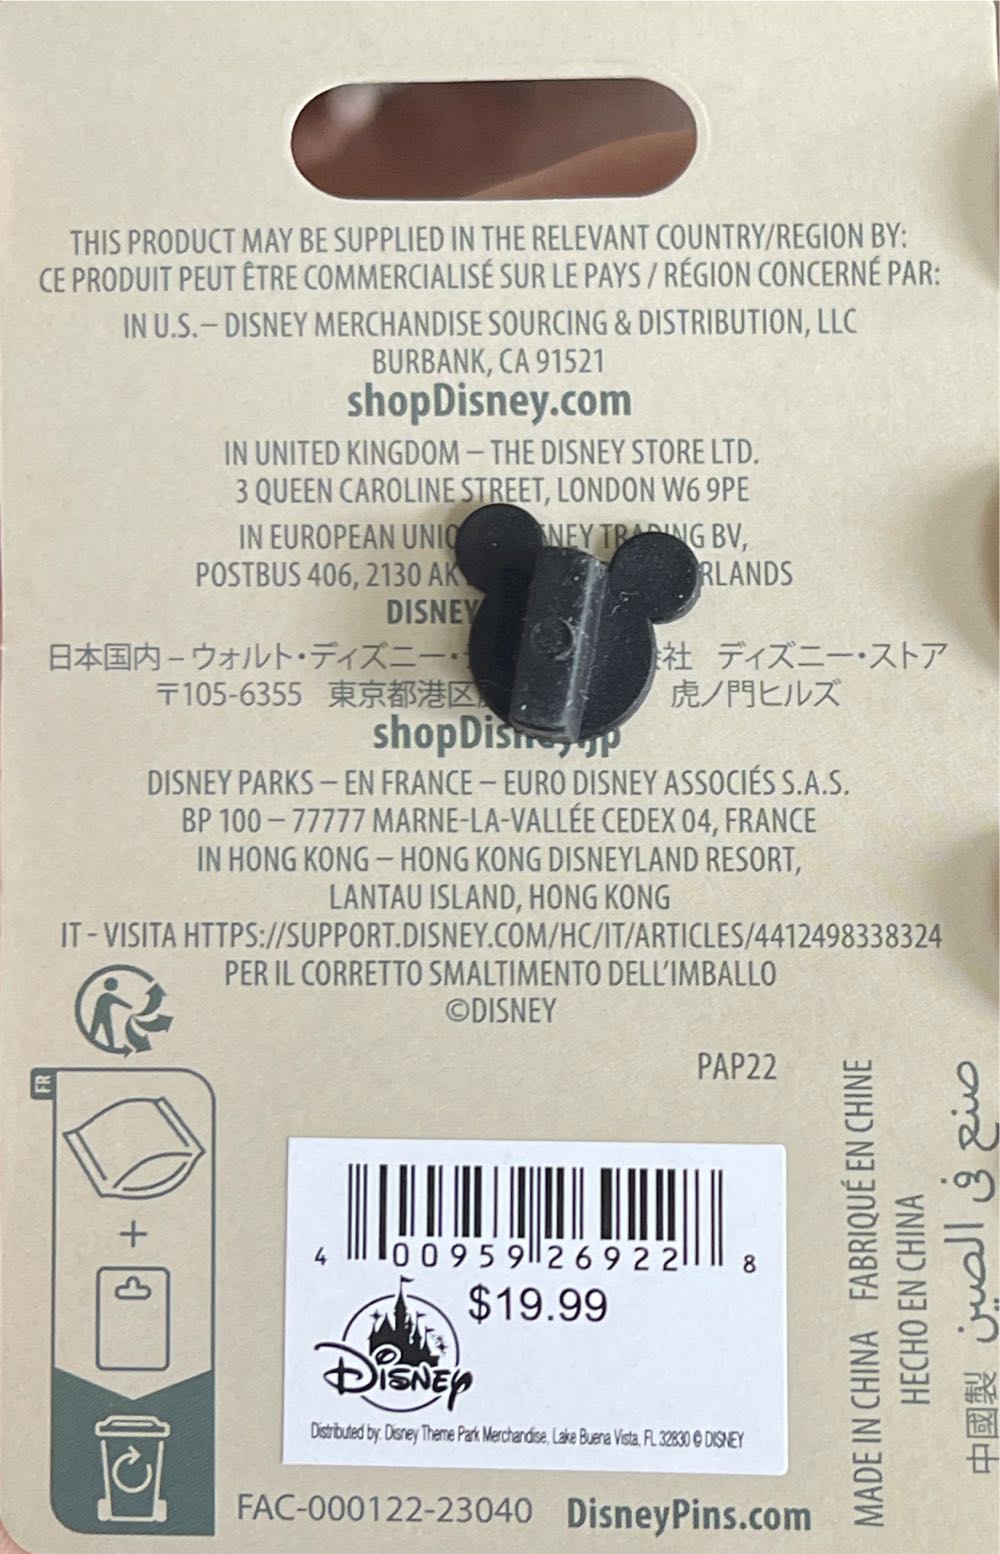 THIS PRODUCT MAY BE SUPPLIED IN THE RELEVANT COUNTRY/REGION BY:
CE PRODUIT PEUT ÊTRE COMMERCIALISÉ SUR LE PAYS / RÉGION CONCERNÉ PAR:
IN U.S.– DISNEY MERCHANDISE SOURCING & DISTRIBUTION, LLC
BURBANK, CA 91521
shopDisney.com
IN UNITED KINGDOM – THE DISNEY STORE LTD.
3 QUEEN CAROLINE STREET, LONDON W6 9PE
IN EUROPEAN TRADING BV,
POSTBUS 406, 2130 AK
DISNEY
日本国内 – ウォルト・ディズニー・ 社 ディズニー・ストア
〒105-6355 東京都港区 虎ノ門ヒルズ
shopDisney.jp
DISNEY PARKS – EN FRANCE – EURO DISNEY ASSOCIÉS S.A.S.
BP 100 – 77777 MARNE-LA-VALLÉE CEDEX 04, FRANCE
IN HONG KONG – HONG KONG DISNEYLAND RESORT,
LANTAU ISLAND, HONG KONG
IT - VISITA HTTPS://SUPPORT.DISNEY.COM/HC/IT/ARTICLES/4412498338324
PER IL CORRETTO SMALTIMENTO DELL'IMBALLO
©DISNEY
PAP22
FR
+
4 00959 26922 8
$19.99
DISNEY
Distributed by: Disney Theme Park Merchandise, Lake Buena Vista, FL 32830 © DISNEY
FAC-000122-23040 DisneyPins.com
MADE IN CHINA FABRIQUÉ EN CHINE
HECHO EN CHINA
中國製 صنع في الصين